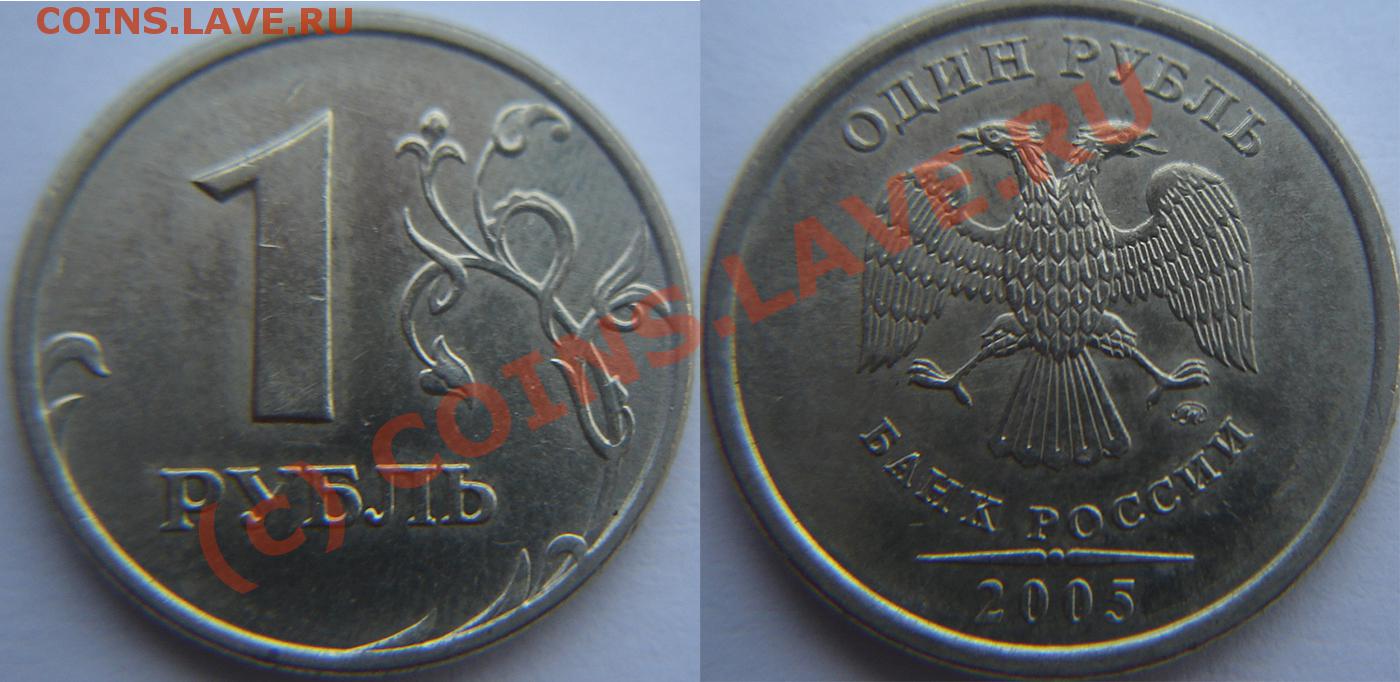 COINS.LAVE.RU
1
РУБЛЬ
ОДИН РУБЛЬ
БАНК РОССИИ
2005
(c) COINS.LAVE.RU